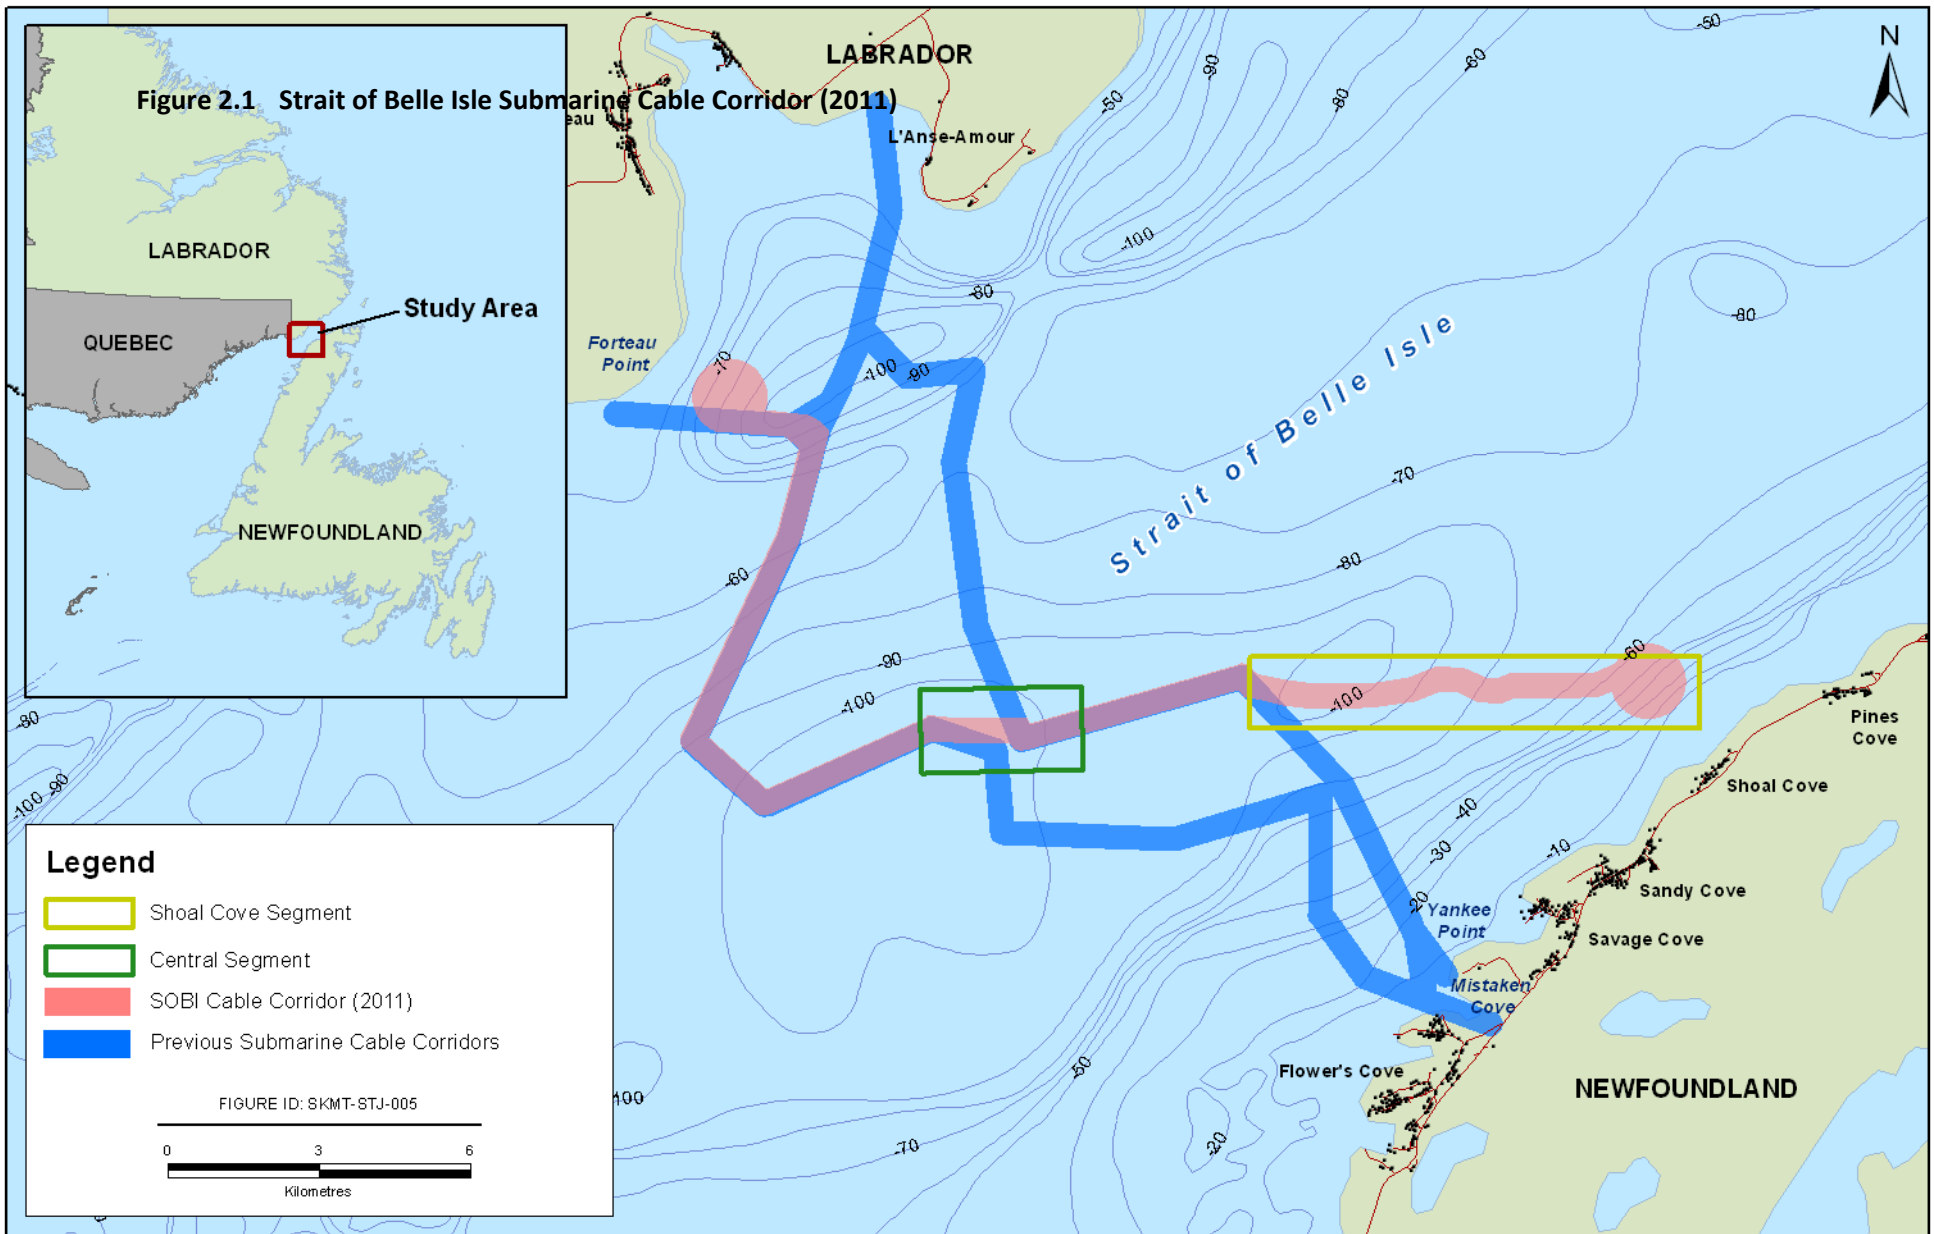 Figure 2.1 Strait of Belle Isle Submarine Cable Corridor (2011)
LABRADOR
N
eau
L'Anse-Amour
LABRADOR
QUEBEC
Study Area
NEWFOUNDLAND
Forteau
Point
Strait of Belle Isle
-50
-60
-90
-80
-50
-100
-80
-80
-70
-100
-90
-70
-80
-60
-90
-100
-60
-100
-80
-90
-100
-40
-30
-10
-20
-50
-70
-20
100
Pines
Cove
Shoal Cove
Sandy Cove
Yankee
Point
Savage Cove
Mistaken
Cove
Flower's Cove
NEWFOUNDLAND
Legend
Shoal Cove Segment
Central Segment
SOBI Cable Corridor (2011)
Previous Submarine Cable Corridors
FIGURE ID: SKMT-STJ-005
0 3 6
Kilometres